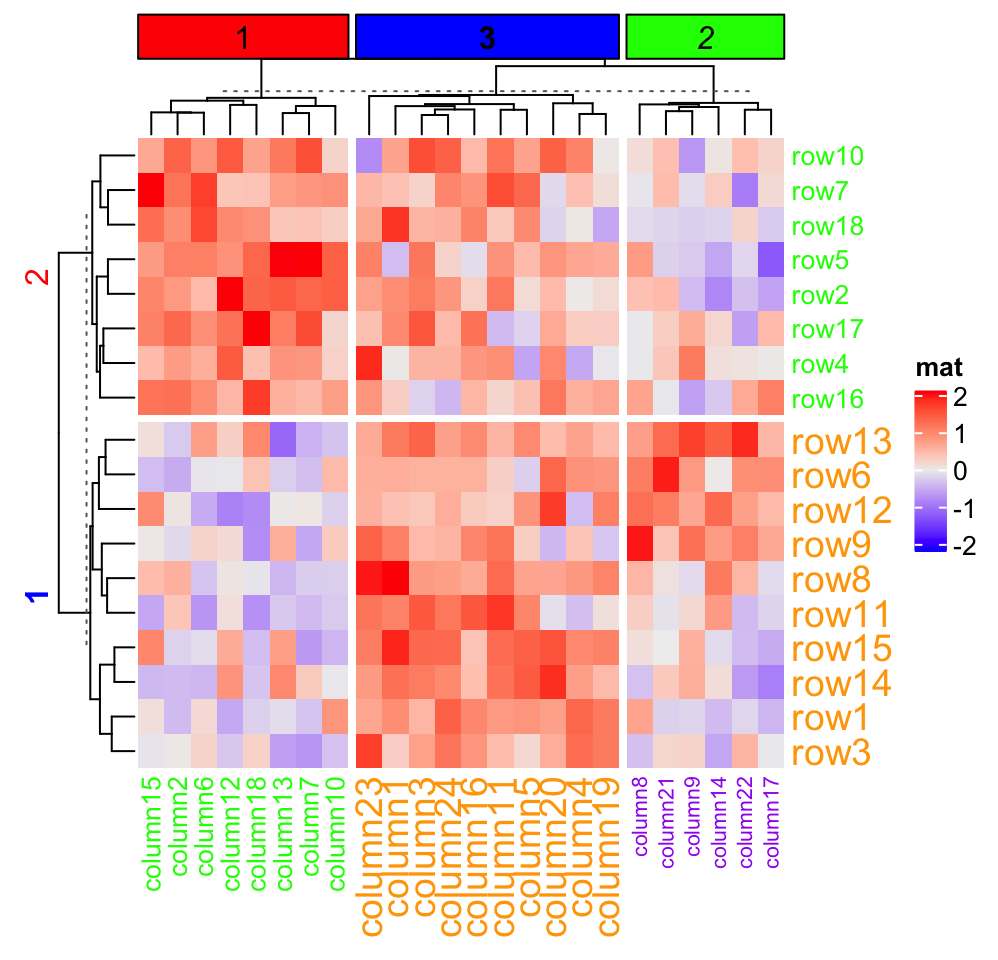 1 3 2
row10
row7
row18
2
row5
row2
row17
row4
row16
row13
row6
row12
row9
1
row8
row11
row15
row14
row1
row3
mat
2
1
0
-1
-2
column15
column2
column6
column12
column18
column13
column7
column10
column23
column1
column3
column24
column16
column11
column5
column20
column4
column19
column8
column21
column9
column14
column22
column17